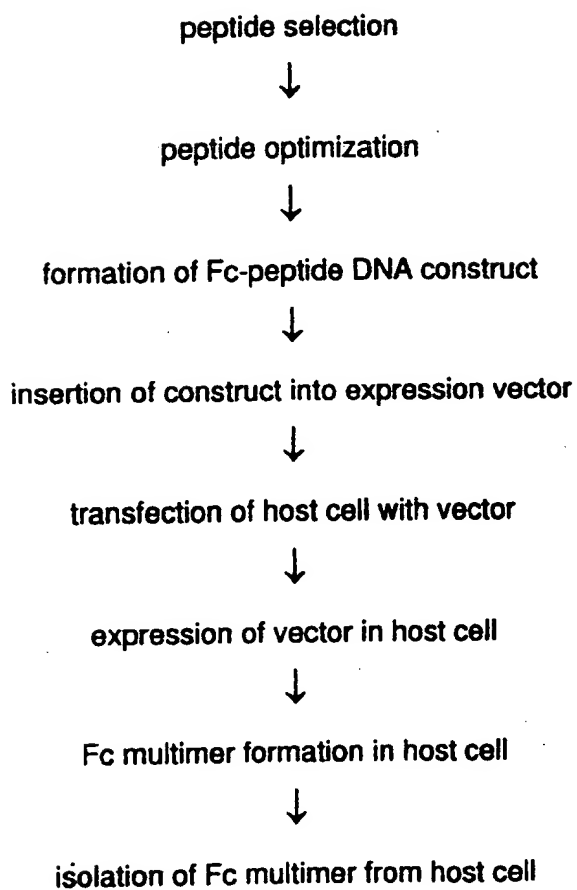 peptide selection
↓
peptide optimization
↓
formation of Fc-peptide DNA construct
↓
insertion of construct into expression vector
↓
transfection of host cell with vector
↓
expression of vector in host cell
↓
Fc multimer formation in host cell
↓
isolation of Fc multimer from host cell